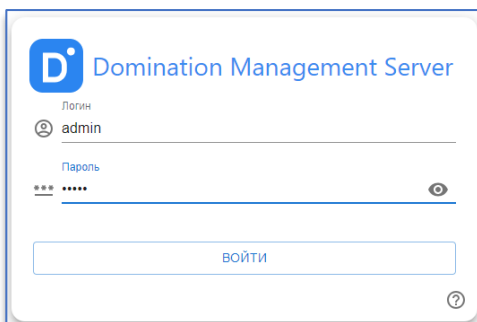 Domination Management Server
Логин
admin
Пароль
•••••
ВОЙТИ